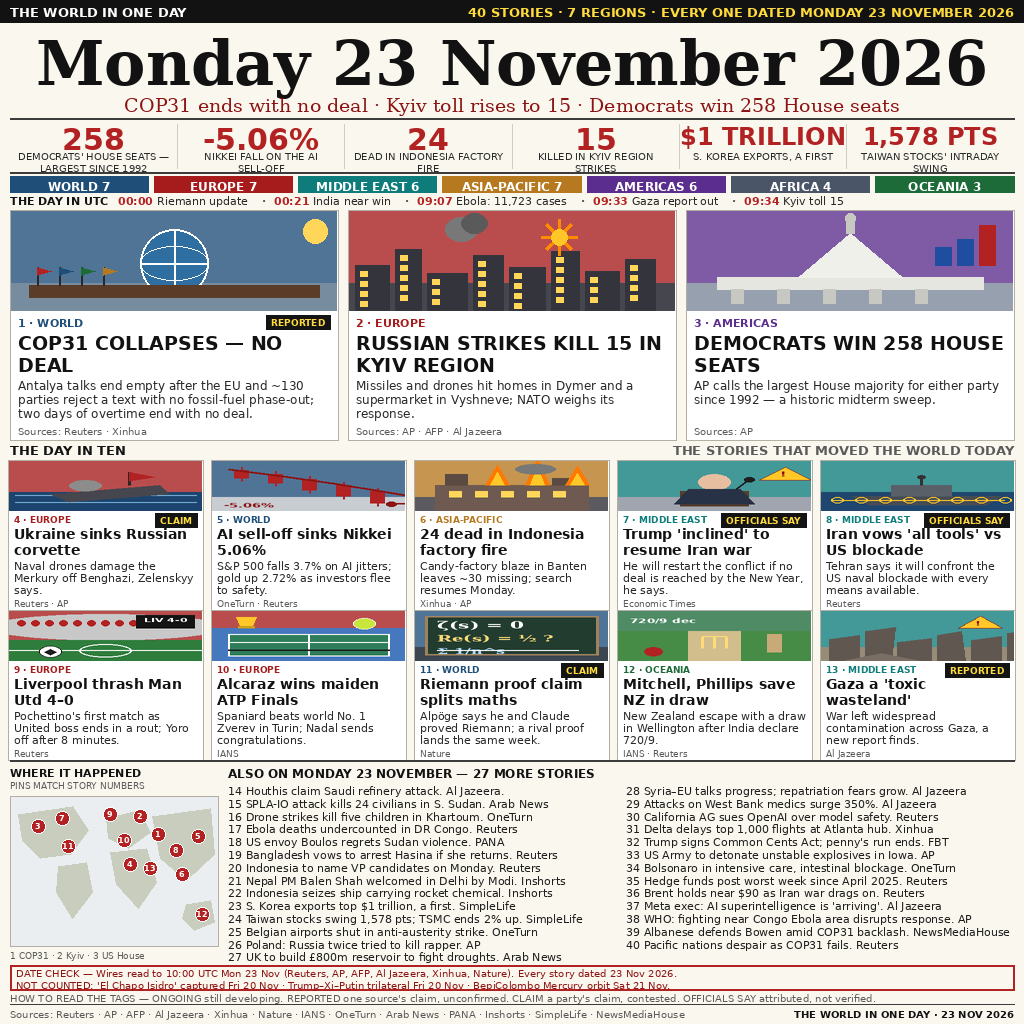 THE WORLD IN ONE DAY
40 STORIES · 7 REGIONS · EVERY ONE DATED MONDAY 23 NOVEMBER 2026
Monday 23 November 2026
COP31 ends with no deal · Kyiv toll rises to 15 · Democrats win 258 House seats
258
DEMOCRATS' HOUSE SEATS —
LARGEST SINCE 1992
-5.06%
NIKKEI FALL ON THE AI
SELL-OFF
24
DEAD IN INDONESIA FACTORY
FIRE
15
KILLED IN KYIV REGION
STRIKES
$1 TRILLION
S. KOREA EXPORTS, A FIRST
1,578 PTS
TAIWAN STOCKS' INTRADAY
SWING
WORLD 7
EUROPE 7
MIDDLE EAST 6
ASIA-PACIFIC 7
AMERICAS 6
AFRICA 4
OCEANIA 3
THE DAY IN UTC 00:00 Riemann update · 00:21 India near win · 09:07 Ebola: 11,723 cases · 09:33 Gaza report out · 09:34 Kyiv toll 15
1 · WORLD
REPORTED
COP31 COLLAPSES — NO
DEAL
Antalya talks end empty after the EU and ~130
parties reject a text with no fossil-fuel phase-out;
two days of overtime end with no deal.
Sources: Reuters · Xinhua
2 · EUROPE
RUSSIAN STRIKES KILL 15 IN
KYIV REGION
Missiles and drones hit homes in Dymer and a
supermarket in Vyshneve; NATO weighs its
response.
Sources: AP · AFP · Al Jazeera
3 · AMERICAS
DEMOCRATS WIN 258 HOUSE
SEATS
AP calls the largest House majority for either party
since 1992 — a historic midterm sweep.
Sources: AP
THE DAY IN TEN
THE STORIES THAT MOVED THE WORLD TODAY
4 · EUROPE
CLAIM
Ukraine sinks Russian
corvette
Naval drones damage the
Merkury off Benghazi, Zelenskyy
says.
Reuters · AP
-5.06%
5 · WORLD
AI sell-off sinks Nikkei
5.06%
S&P 500 falls 3.7% on AI jitters;
gold up 2.72% as investors flee
to safety.
OneTurn · Reuters
6 · ASIA-PACIFIC
24 dead in Indonesia
factory fire
Candy-factory blaze in Banten
leaves ~30 missing; search
resumes Monday.
Xinhua · AP
7 · MIDDLE EAST
OFFICIALS SAY
Trump 'inclined' to
resume Iran war
He will restart the conflict if no
deal is reached by the New Year,
he says.
Economic Times
8 · MIDDLE EAST
OFFICIALS SAY
Iran vows 'all tools' vs
US blockade
Tehran says it will confront the
US naval blockade with every
means available.
Reuters
LIV 4-0
9 · EUROPE
Liverpool thrash Man
Utd 4–0
Pochettino's first match as
United boss ends in a rout; Yoro
off after 8 minutes.
Reuters
10 · EUROPE
Alcaraz wins maiden
ATP Finals
Spaniard beats world No. 1
Zverev in Turin; Nadal sends
congratulations.
IANS
ζ(s) = 0
Re(s) = ½ ?
Σ 1/n^s
11 · WORLD
CLAIM
Riemann proof claim
splits maths
Alpöge says he and Claude
proved Riemann; a rival proof
lands the same week.
Nature
720/9 dec
12 · OCEANIA
Mitchell, Phillips save
NZ in draw
New Zealand escape with a draw
in Wellington after India declare
720/9.
IANS · Reuters
13 · MIDDLE EAST
REPORTED
Gaza a 'toxic
wasteland'
War left widespread
contamination across Gaza, a
new report finds.
Al Jazeera
WHERE IT HAPPENED
PINS MATCH STORY NUMBERS
3
7
9
2
1
5
11
10
8
4
13
6
12
1 COP31 · 2 Kyiv · 3 US House
ALSO ON MONDAY 23 NOVEMBER — 27 MORE STORIES
14 Houthis claim Saudi refinery attack. Al Jazeera.
15 SPLA-IO attack kills 24 civilians in S. Sudan. Arab News
16 Drone strikes kill five children in Khartoum. OneTurn
17 Ebola deaths undercounted in DR Congo. Reuters
18 US envoy Boulos regrets Sudan violence. PANA
19 Bangladesh vows to arrest Hasina if she returns. Reuters
20 Indonesia to name VP candidates on Monday. Reuters
21 Nepal PM Balen Shah welcomed in Delhi by Modi. Inshorts
22 Indonesia seizes ship carrying rocket chemical. Inshorts
23 S. Korea exports top $1 trillion, a first. SimpleLife
24 Taiwan stocks swing 1,578 pts; TSMC ends 2% up. SimpleLife
25 Belgian airports shut in anti-austerity strike. OneTurn
26 Poland: Russia twice tried to kill rapper. AP
27 UK to build £800m reservoir to fight droughts. Arab News
28 Syria–EU talks progress; repatriation fears grow. Al Jazeera
29 Attacks on West Bank medics surge 350%. Al Jazeera
30 California AG sues OpenAI over model safety. Reuters
31 Delta delays top 1,000 flights at Atlanta hub. Xinhua
32 Trump signs Common Cents Act; penny's run ends. FBT
33 US Army to detonate unstable explosives in Iowa. AP
34 Bolsonaro in intensive care, intestinal blockage. OneTurn
35 Hedge funds post worst week since April 2025. Reuters
36 Brent holds near $90 as Iran war drags on. Reuters
37 Meta exec: AI superintelligence is 'arriving'. Al Jazeera
38 WHO: fighting near Congo Ebola area disrupts response. AP
39 Albanese defends Bowen amid COP31 backlash. NewsMediaHouse
40 Pacific nations despair as COP31 fails. Reuters
DATE CHECK — Wires read to 10:00 UTC Mon 23 Nov (Reuters, AP, AFP, Al Jazeera, Xinhua, Nature). Every story dated 23 Nov 2026.
NOT COUNTED: 'El Chapo Isidro' captured Fri 20 Nov · Trump–Xi–Putin trilateral Fri 20 Nov · BepiColombo Mercury orbit Sat 21 Nov.
HOW TO READ THE TAGS — ONGOING still developing. REPORTED one source's claim, unconfirmed. CLAIM a party's claim, contested. OFFICIALS SAY attributed, not verified.
Sources: Reuters · AP · AFP · Al Jazeera · Xinhua · Nature · IANS · OneTurn · Arab News · PANA · Inshorts · SimpleLife · NewsMediaHouse
THE WORLD IN ONE DAY · 23 NOV 2026